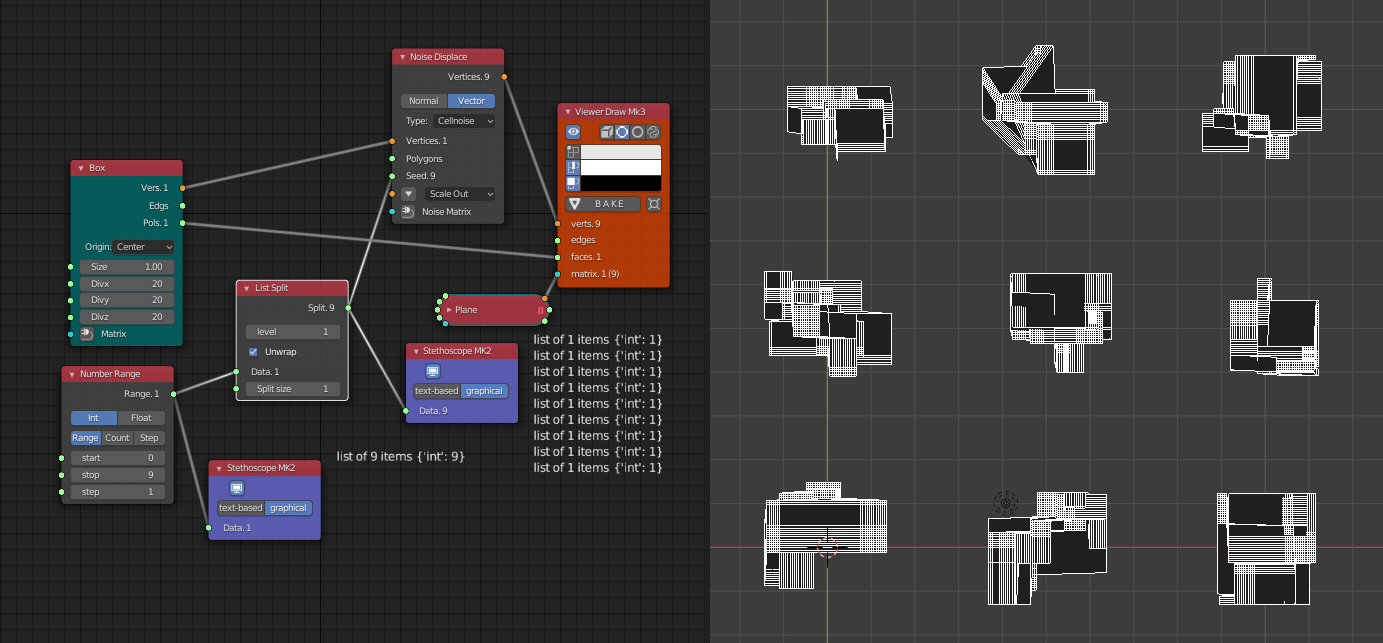 Noise Displace
Vertices. 9
Normal Vector
Type: Cellnoise
Vertices. 1
Polygons
Seed. 9
Scale Out
Noise Matrix
Viewer Draw Mk3
BAKE
verts. 9
edges
faces. 1
matrix. 1 (9)
Box
Vers. 1
Edgs
Pols. 1
Origin: Center
Size 1.00
Divx 20
Divy 20
Divz 20
Matrix
List Split
Split. 9
level 1
Unwrap
Data. 1
Split size 1
Plane
Number Range
Range. 1
Int Float
Range Count Step
start 0
stop 9
step 1
Stethoscope MK2
text-based graphical
Data. 9
list of 1 items {'int': 1}
list of 1 items {'int': 1}
list of 1 items {'int': 1}
list of 1 items {'int': 1}
list of 1 items {'int': 1}
list of 1 items {'int': 1}
list of 1 items {'int': 1}
list of 1 items {'int': 1}
list of 1 items {'int': 1}
Stethoscope MK2
text-based graphical
Data. 1
list of 9 items {'int': 9}